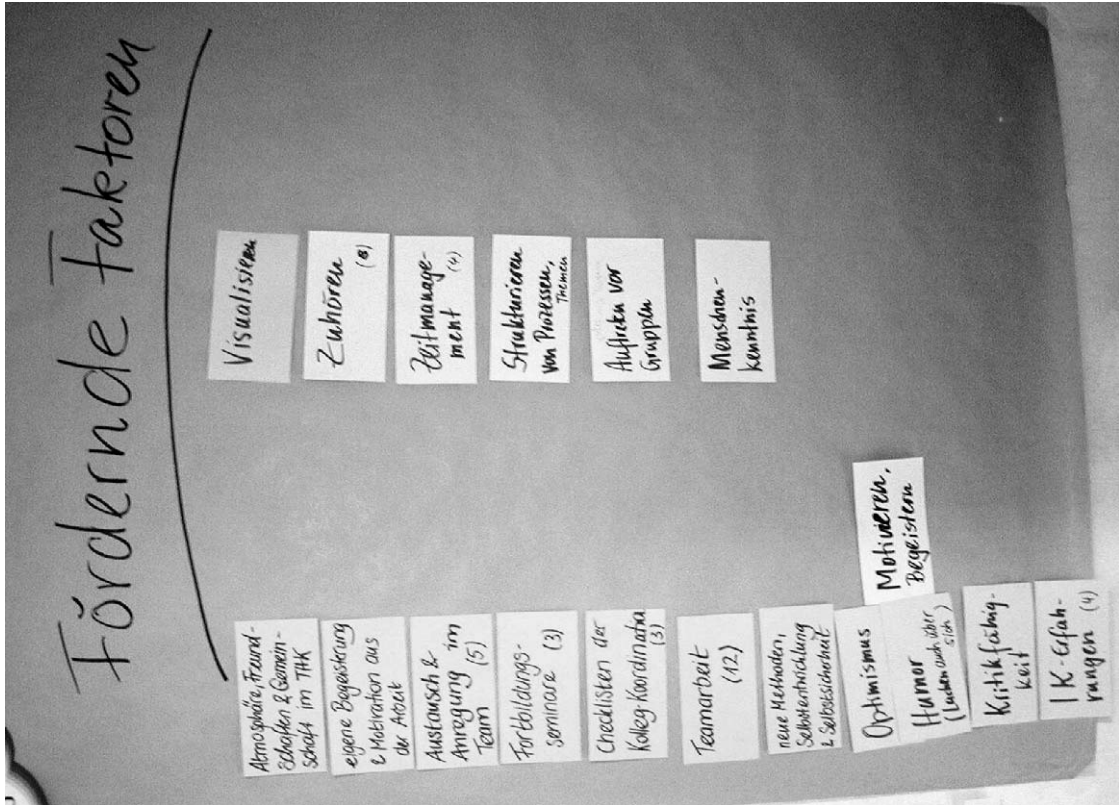 Fördernde Faktoren
Atmosphäre, Freund-
schaften & Gemein-
schaft im THK
eigene Begeisterung
& Motivation aus
der Arbeit
Austausch &
Anregung im
Team (5)
Fortbildungs-
seminare (3)
Checklisten der
Kolleg-Koordination
(3)
Teamarbeit
(12)
neue Methoden,
Selbstentwicklung
& Selbssicherheit
Optimismus
Humor
(Lachen auch über
sich)
Kritikfähig-
keit
IK-Erfah-
rungen (4)
Motivieren,
Begeistern
Visualisieren
Zuhören
(8)
Zeitmanage-
ment (4)
Strukturieren
von Prozessen,
Themen
Auftreten vor
Gruppen
Menschen-
kenntnis